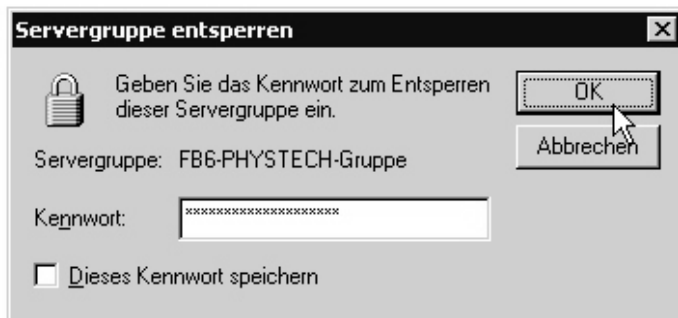 Servergruppe entsperren
Geben Sie das Kennwort zum Entsperren
dieser Servergruppe ein.
OK
Abbrechen
Servergruppe: FB6-PHYSTECH-Gruppe
Kennwort: ********************
Dieses Kennwort speichern